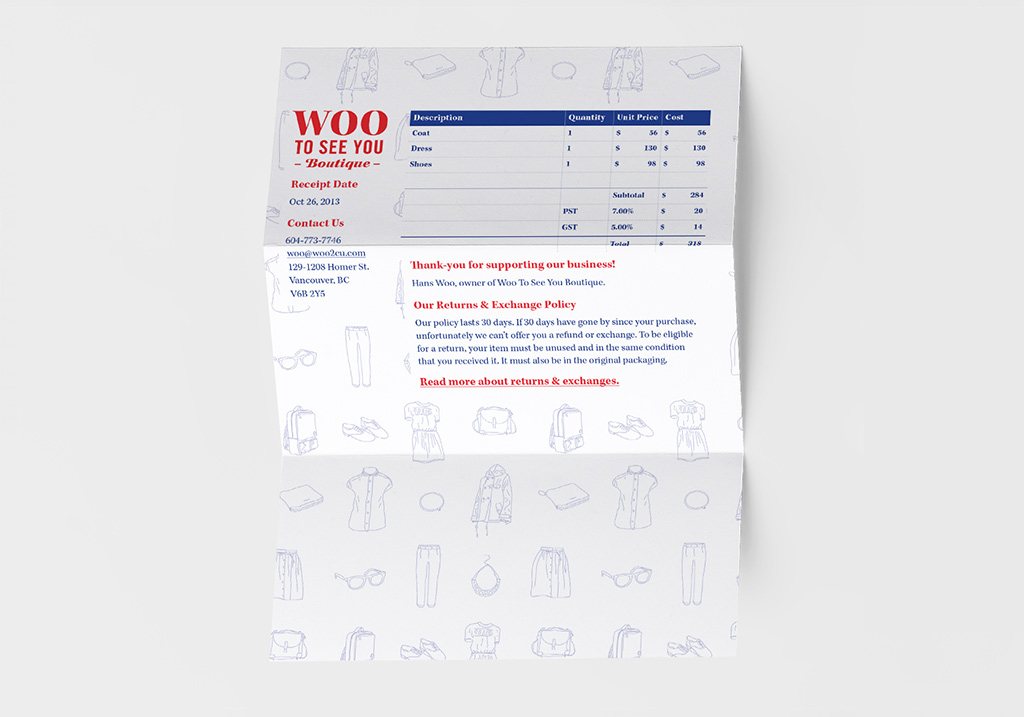 WOO
TO SEE YOU
– Boutique –
Receipt Date
Oct 26, 2013
Contact Us
604-773-7746
woo@woo2cu.com
129-1208 Homer St.
Vancouver, BC
V6B 2Y5
Description Quantity Unit Price Cost
Coat 1 $ 56 $ 56
Dress 1 $ 130 $ 130
Shoes 1 $ 98 $ 98
Subtotal $ 284
PST 7.00% $ 20
GST 5.00% $ 14
Total $ 318
Thank-you for supporting our business!
Hans Woo, owner of Woo To See You Boutique.
Our Returns & Exchange Policy
Our policy lasts 30 days. If 30 days have gone by since your purchase,
unfortunately we can't offer you a refund or exchange. To be eligible
for a return, your item must be unused and in the same condition
that you received it. It must also be in the original packaging.
Read more about returns & exchanges.